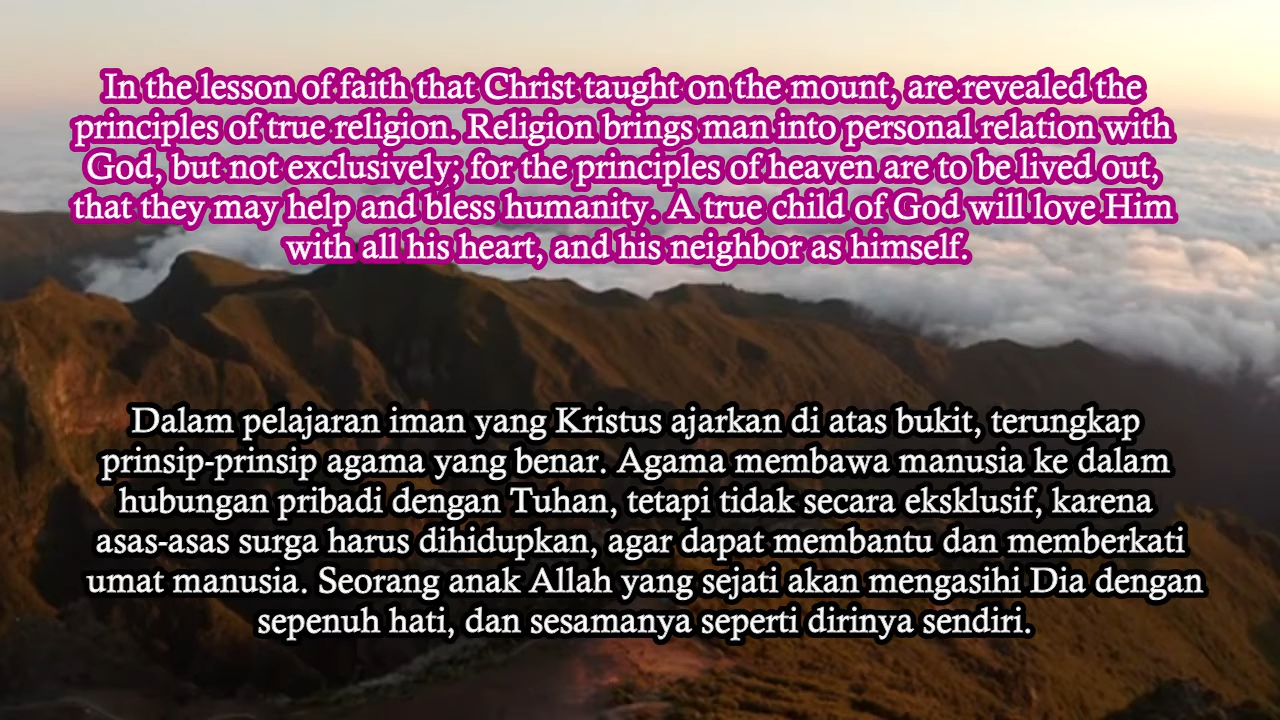 In the lesson of faith that Christ taught on the mount, are revealed the
principles of true religion. Religion brings man into personal relation with
God, but not exclusively; for the principles of heaven are to be lived out,
that they may help and bless humanity. A true child of God will love Him
with all his heart, and his neighbor as himself.
Dalam pelajaran iman yang Kristus ajarkan di atas bukit, terungkap
prinsip-prinsip agama yang benar. Agama membawa manusia ke dalam
hubungan pribadi dengan Tuhan, tetapi tidak secara eksklusif, karena
asas-asas surga harus dihidupkan, agar dapat membantu dan memberkati
umat manusia. Seorang anak Allah yang sejati akan mengasihi Dia dengan
sepenuh hati, dan sesamanya seperti dirinya sendiri.